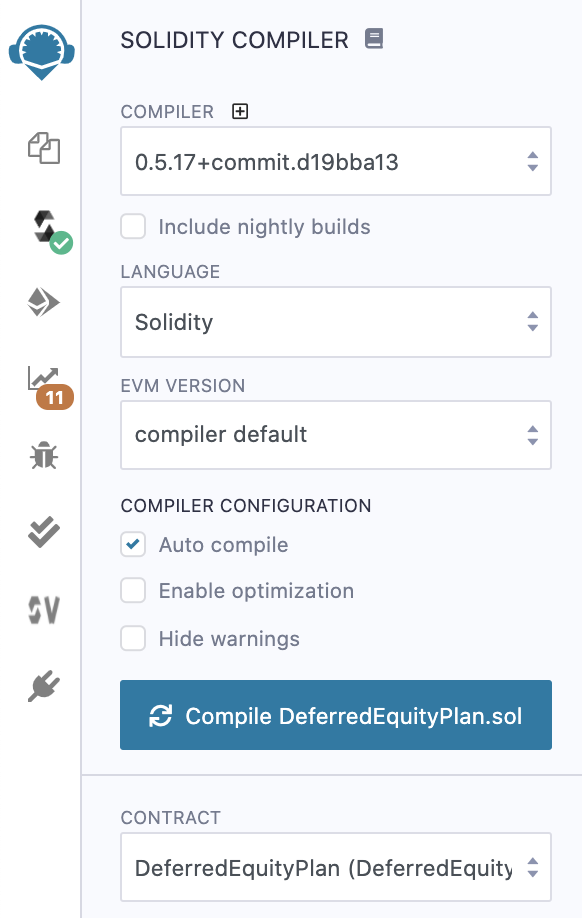 SOLIDITY COMPILER
COMPILER
0.5.17+commit.d19bba13
Include nightly builds
LANGUAGE
Solidity
EVM VERSION
compiler default
11
COMPILER CONFIGURATION
Auto compile
Enable optimization
Hide warnings
SV
Compile DeferredEquityPlan.sol
CONTRACT
DeferredEquityPlan (DeferredEquity